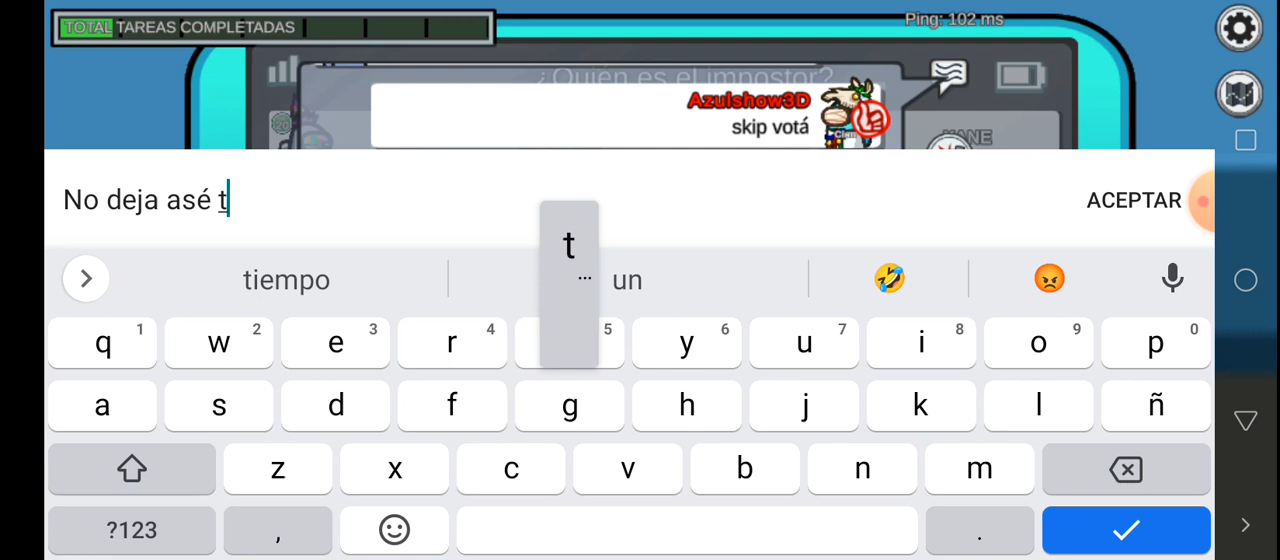 TOTAL TAREAS COMPLETADAS
Ping: 102 ms
¿Quién es el impostor?
Azulshow3D
skip votá
No deja asé t
ACEPTAR
t
...
tiempo
un
q 1 w 2 e 3 r 4 5 y 6 u 7 i 8 o 9 p 0
a s d f g h j k l ñ
z x c v b n m
?123 , .